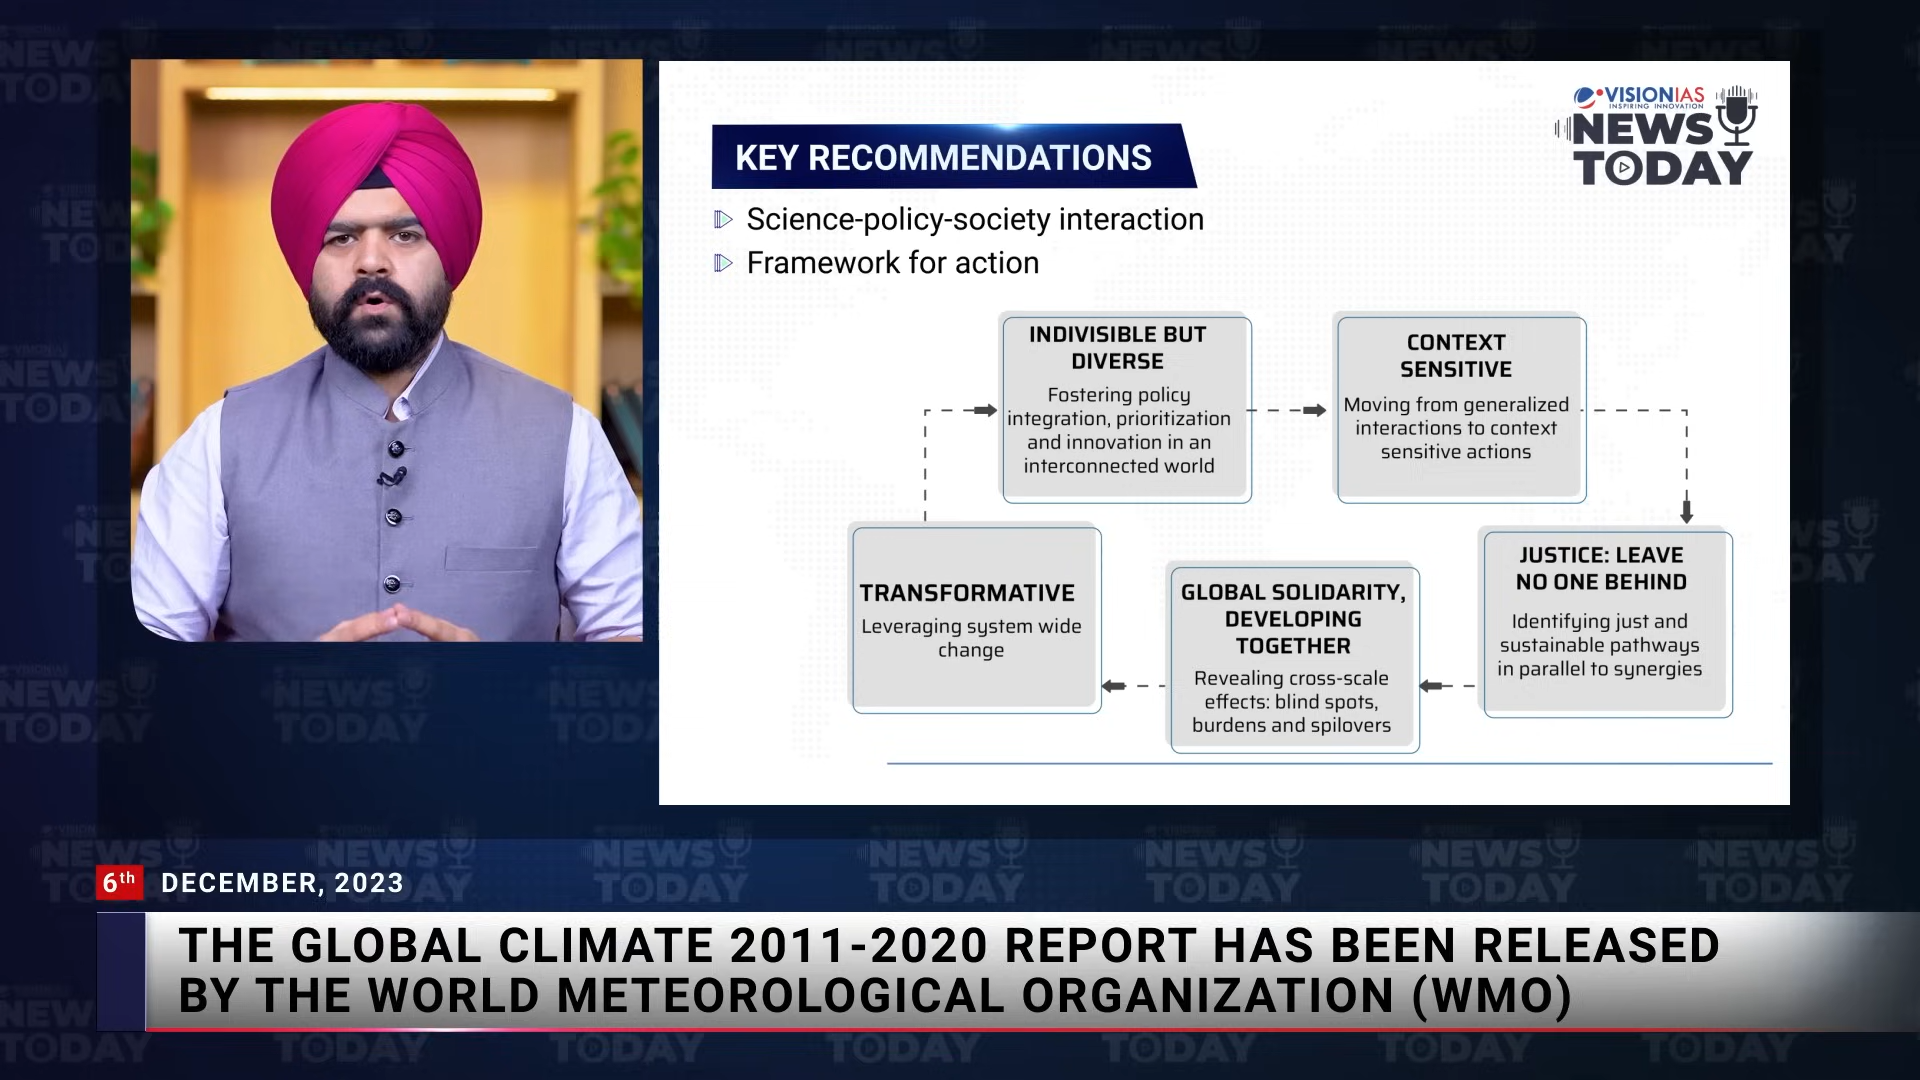 VISIONIAS
INSPIRING INNOVATION
NEWS
TODAY
KEY RECOMMENDATIONS
Science-policy-society interaction
Framework for action
INDIVISIBLE BUT
DIVERSE
Fostering policy
integration, prioritization
and innovation in an
interconnected world
CONTEXT
SENSITIVE
Moving from generalized
interactions to context
sensitive actions
JUSTICE: LEAVE
NO ONE BEHIND
Identifying just and
sustainable pathways
in parallel to synergies
GLOBAL SOLIDARITY,
DEVELOPING
TOGETHER
Revealing cross-scale
effects: blind spots,
burdens and spilovers
TRANSFORMATIVE
Leveraging system wide
change
6th DECEMBER, 2023
THE GLOBAL CLIMATE 2011-2020 REPORT HAS BEEN RELEASED
BY THE WORLD METEOROLOGICAL ORGANIZATION (WMO)